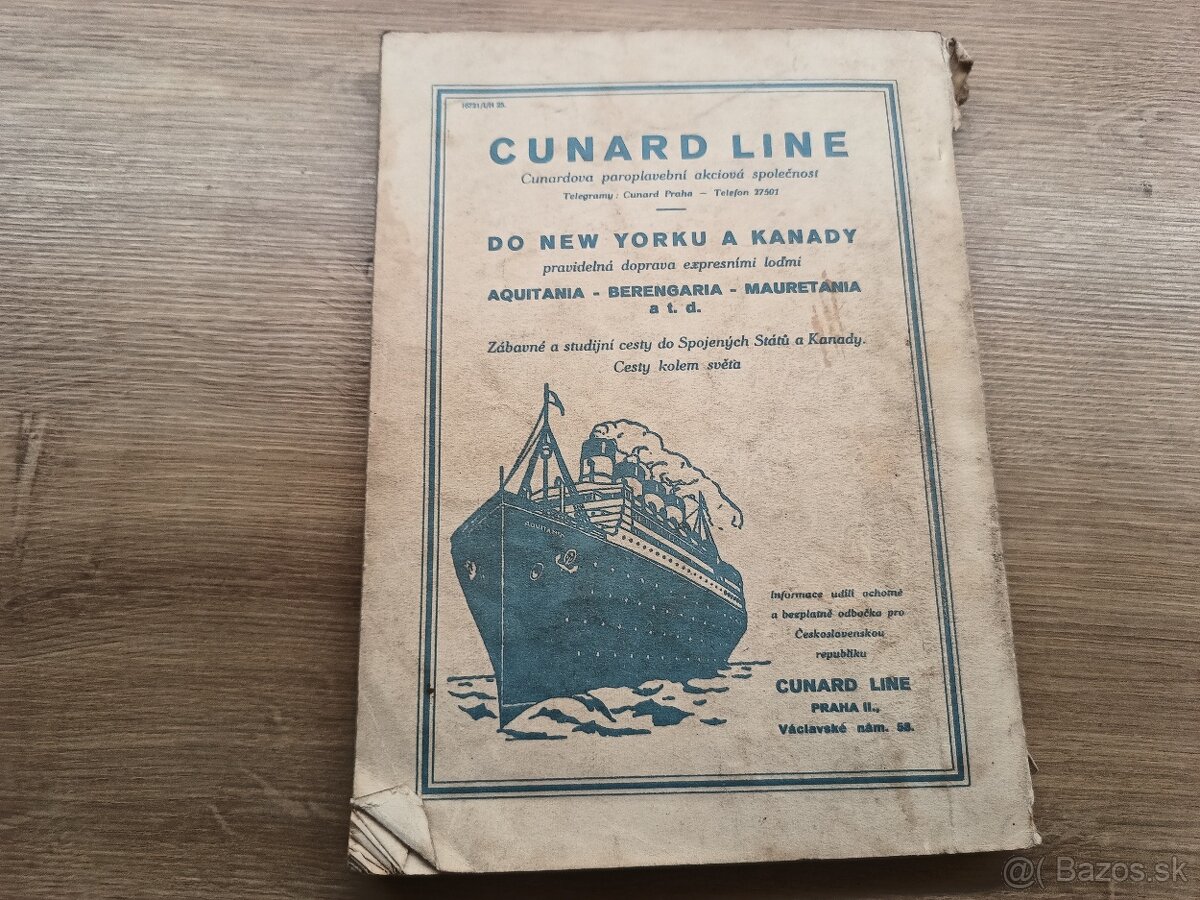 CUNARD LINE
Cunardova paroplavební akciová společnost
Telegramy: Cunard Praha — Telefon 27501
DO NEW YORKU A KANADY
pravidelná doprava expresními loďmi
AQUITANIA - BERENGARIA - MAURETANIA
a t. d.
Zábavné a studijní cesty do Spojených Států a Kanady.
Cesty kolem světa
AQUITANIA
Informace udílí ochotně
a bezplatně odbočka pro
Československou
republiku
CUNARD LINE
PRAHA II.,
Václavské nám. 53.
@( Bazos.sk